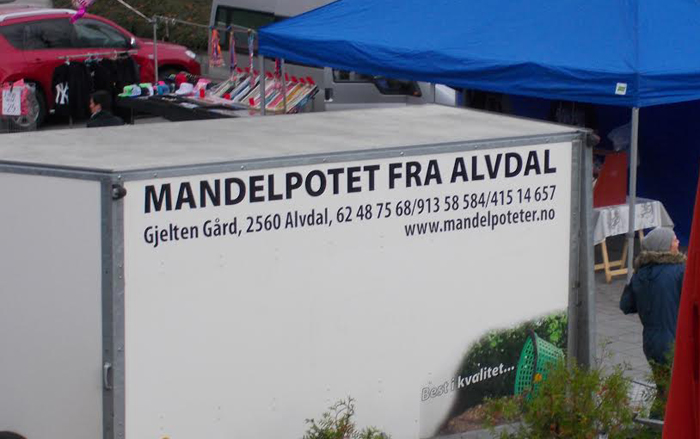 MANDELPOTET FRA ALVDAL
Gjelten Gård, 2560 Alvdal, 62 48 75 68/913 58 584/415 14 657
www.mandelpoteter.no
Best i kvalitet...
NY